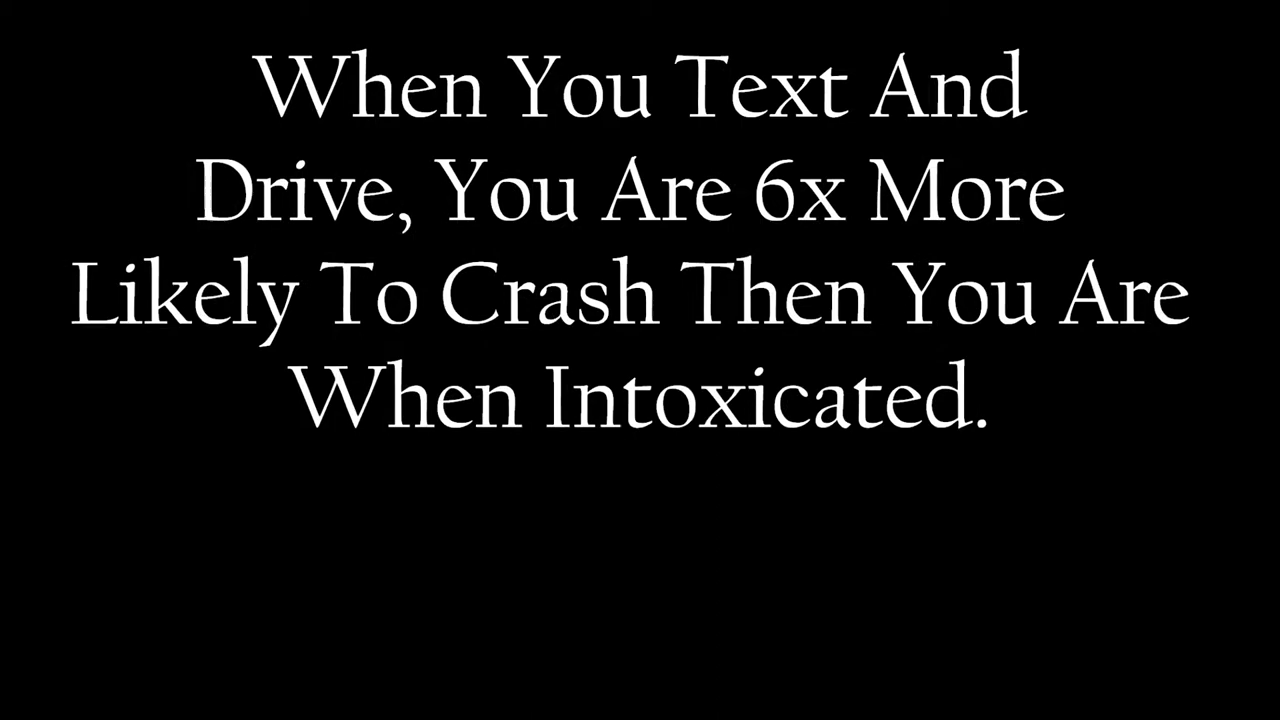 When You Text And
Drive, You Are 6x More
Likely To Crash Then You Are
When Intoxicated.